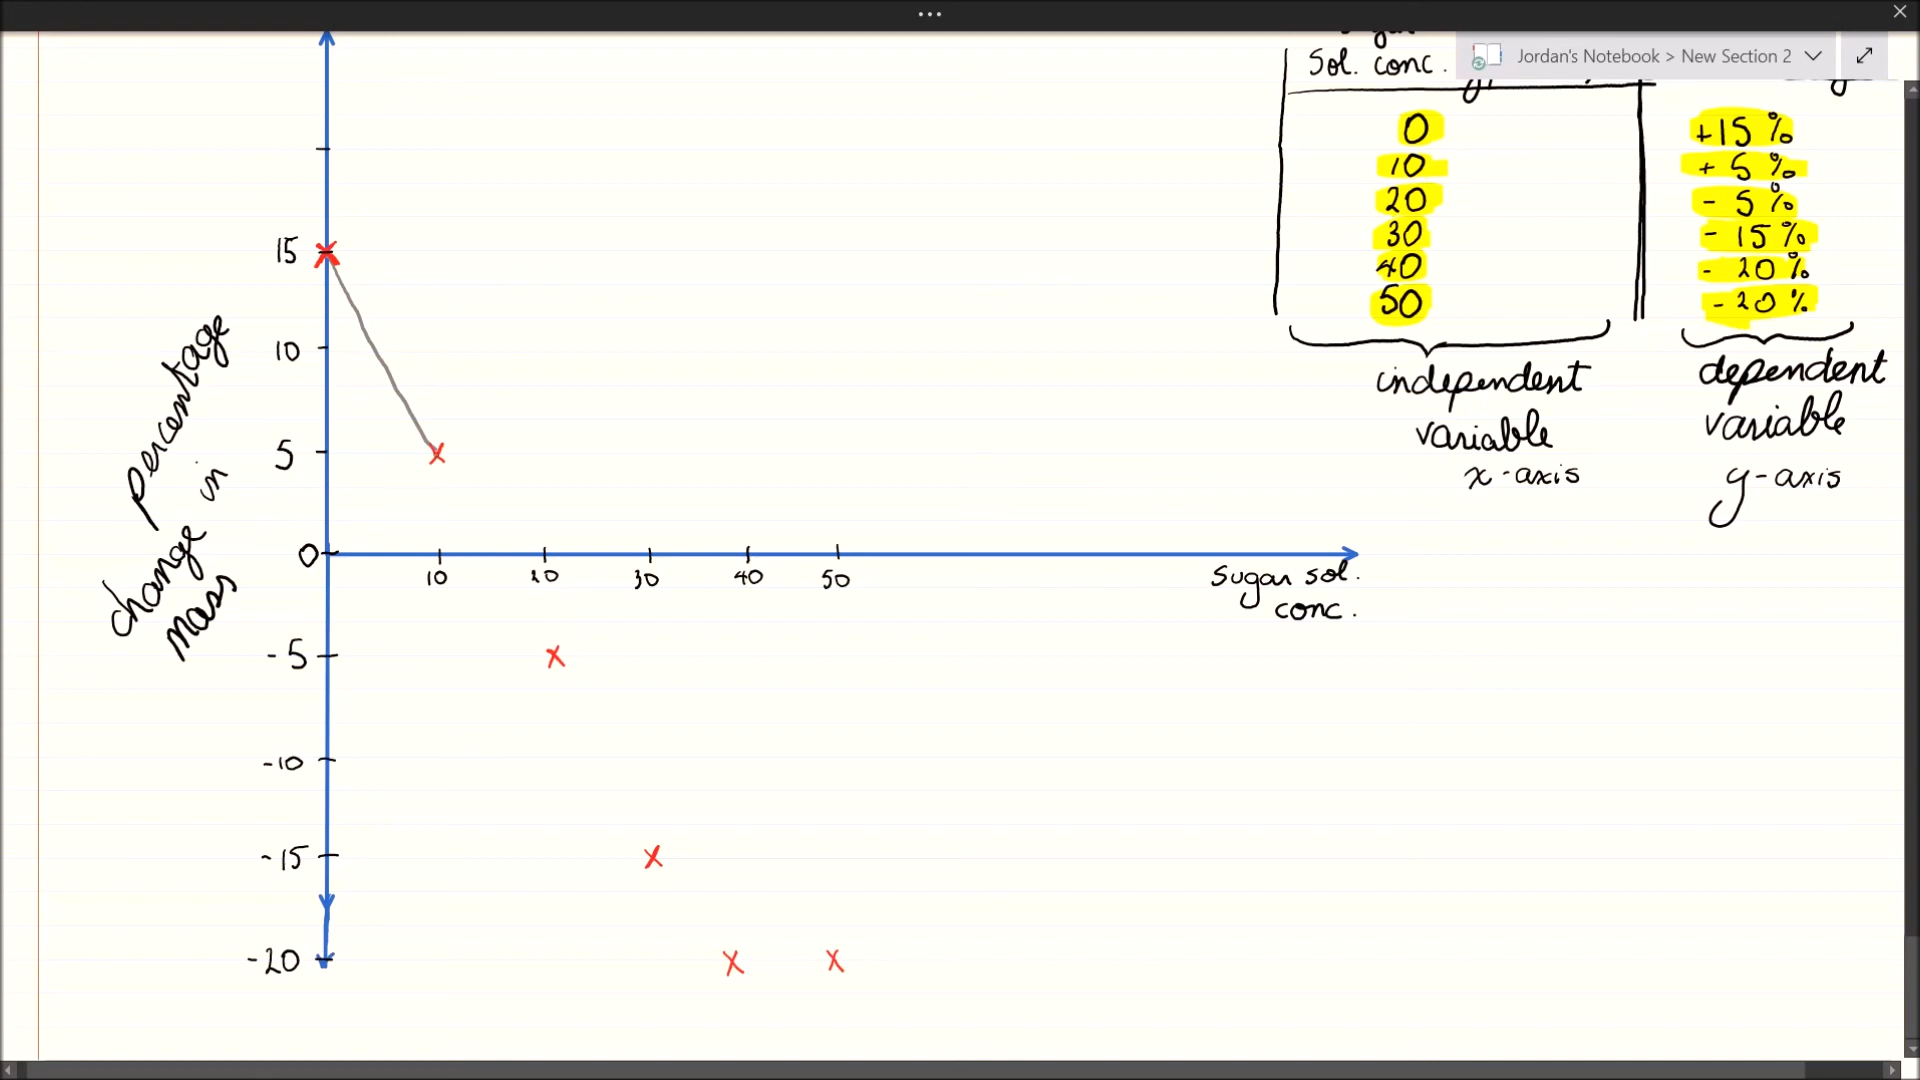 Jordan's Notebook > New Section 2
Sol. conc.
0 +15 %
10 + 5 %
20 - 5 %
30 - 15 %
40 - 20 %
50 - 20 %
independent
variable
x-axis
dependent
variable
y-axis
percentage
change in
mass
15
10
5
0
-5
-10
-15
-20
10 20 30 40 50
Sugar sol.
conc.